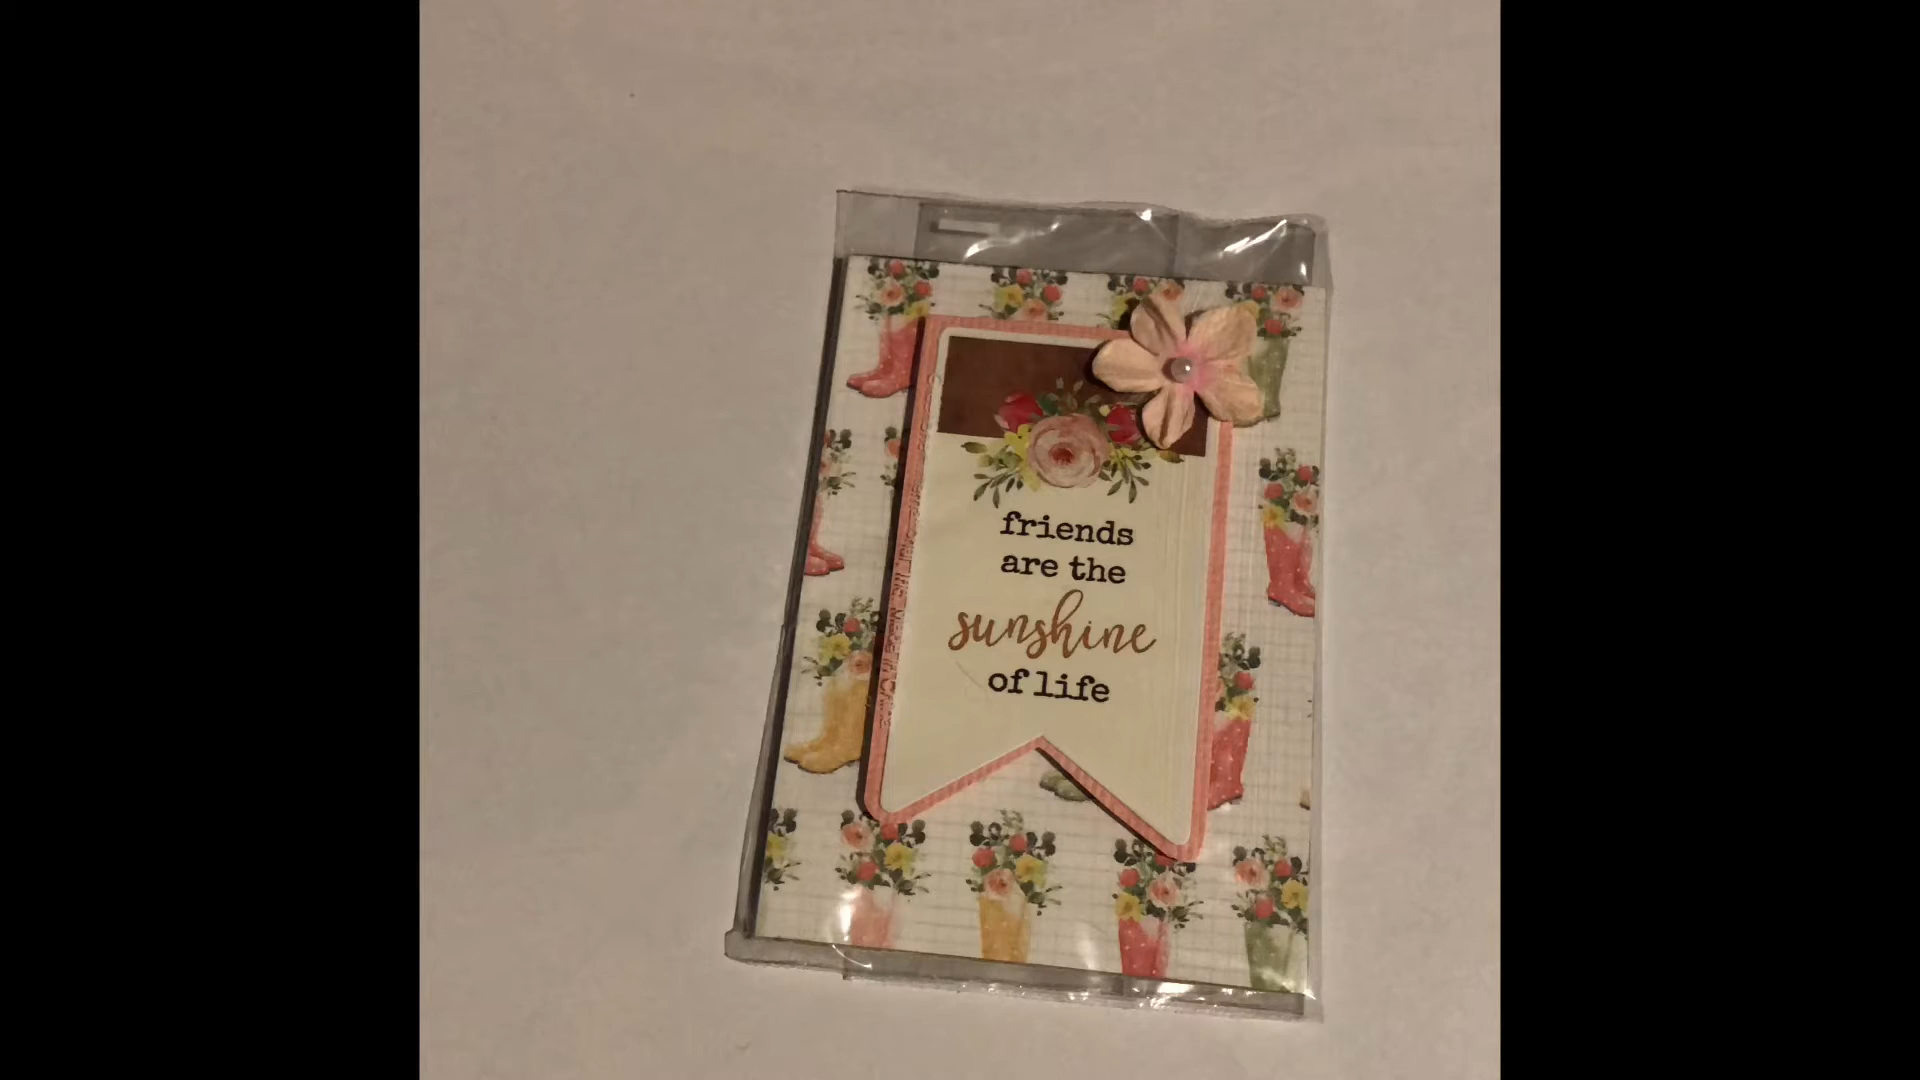 friends
are the
sunshine
of life